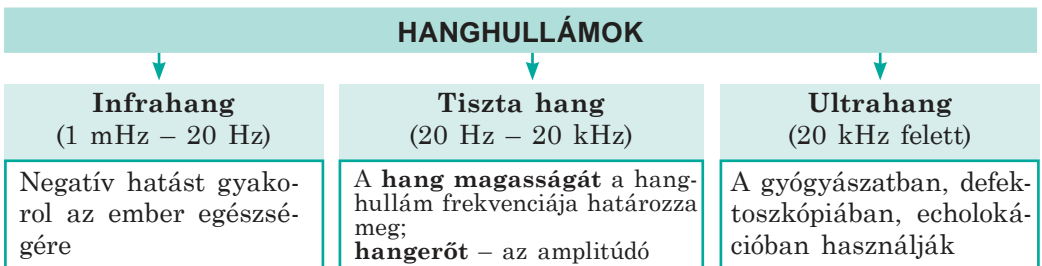 HANGHULLÁMOK
Infrahang
(1 mHz – 20 Hz)
Negatív hatást gyako-
rol az ember egészsé-
gére
Tiszta hang
(20 Hz – 20 kHz)
A hang magasságát a hang-
hullám frekvenciája határozza
meg;
hangerőt – az amplitúdó
Ultrahang
(20 kHz felett)
A gyógyászatban, defek-
toszkópiában, echoloká-
cióban használják